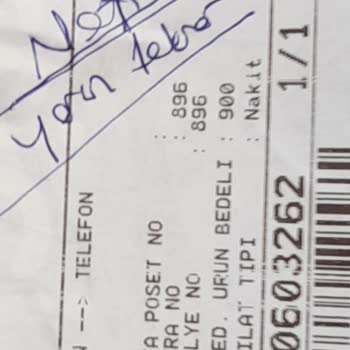 Yarın tekra
N --> TELEFON
A POSET NO :
RA NO : 896
LYE NO : 896
ED. URUN BEDELI : 900
ILAT TIPI : Nakit
0603262 1/1